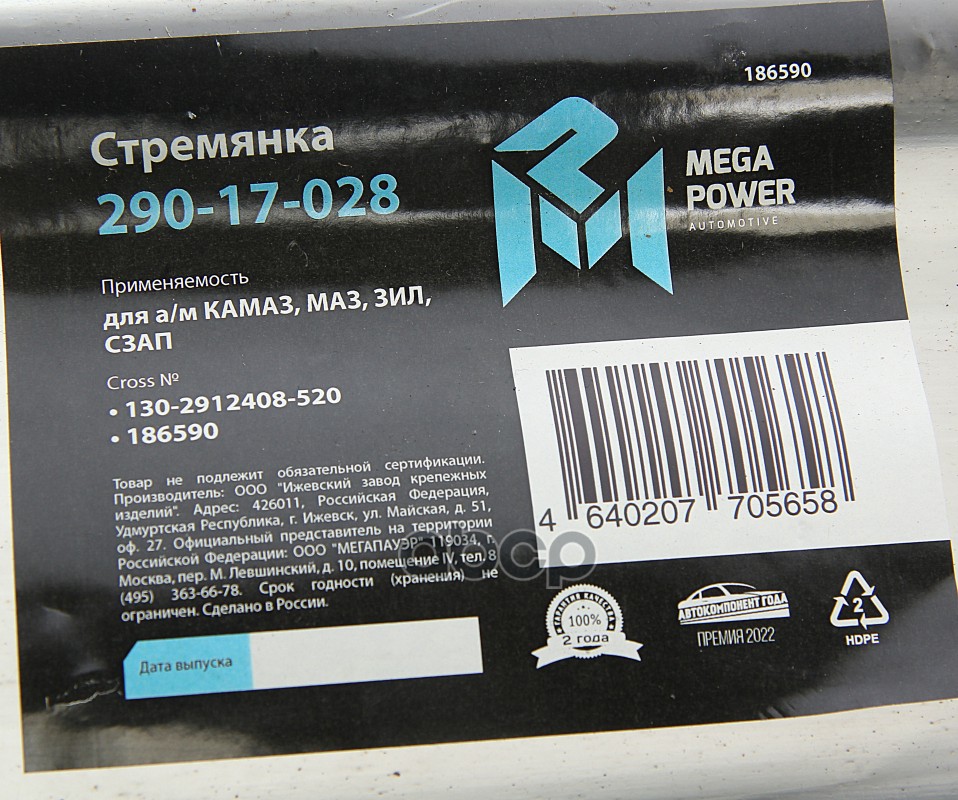 186590
Стремянка
290-17-028
MEGA
POWER
AUTOMOTIVE
Применяемость
для а/м КАМАЗ, МАЗ, ЗИЛ,
СЗАП
Cross №
• 130-2912408-520
• 186590
Товар не подлежит обязательной сертификации.
Производитель: ООО "Ижевский завод крепежных
изделий". Адрес: 426011, Российская Федерация,
Удмуртская Республика, г. Ижевск, ул. Майская, д. 51,
оф. 27. Официальный представитель на территории
Российской Федерации: ООО "МЕГАПАУЭР" 119034, г.
Москва, пер. М. Левшинский, д. 10, помещение IV, тел. 8
(495) 363-66-78. Срок годности (хранения) не
ограничен. Сделано в России.
Дата выпуска
4 640207 705658
ГАРАНТИЯ КАЧЕСТВА
100%
2 года
АВТОКОМПОНЕНТ ГОДА
ПРЕМИЯ 2022
2
HDPE
abcp